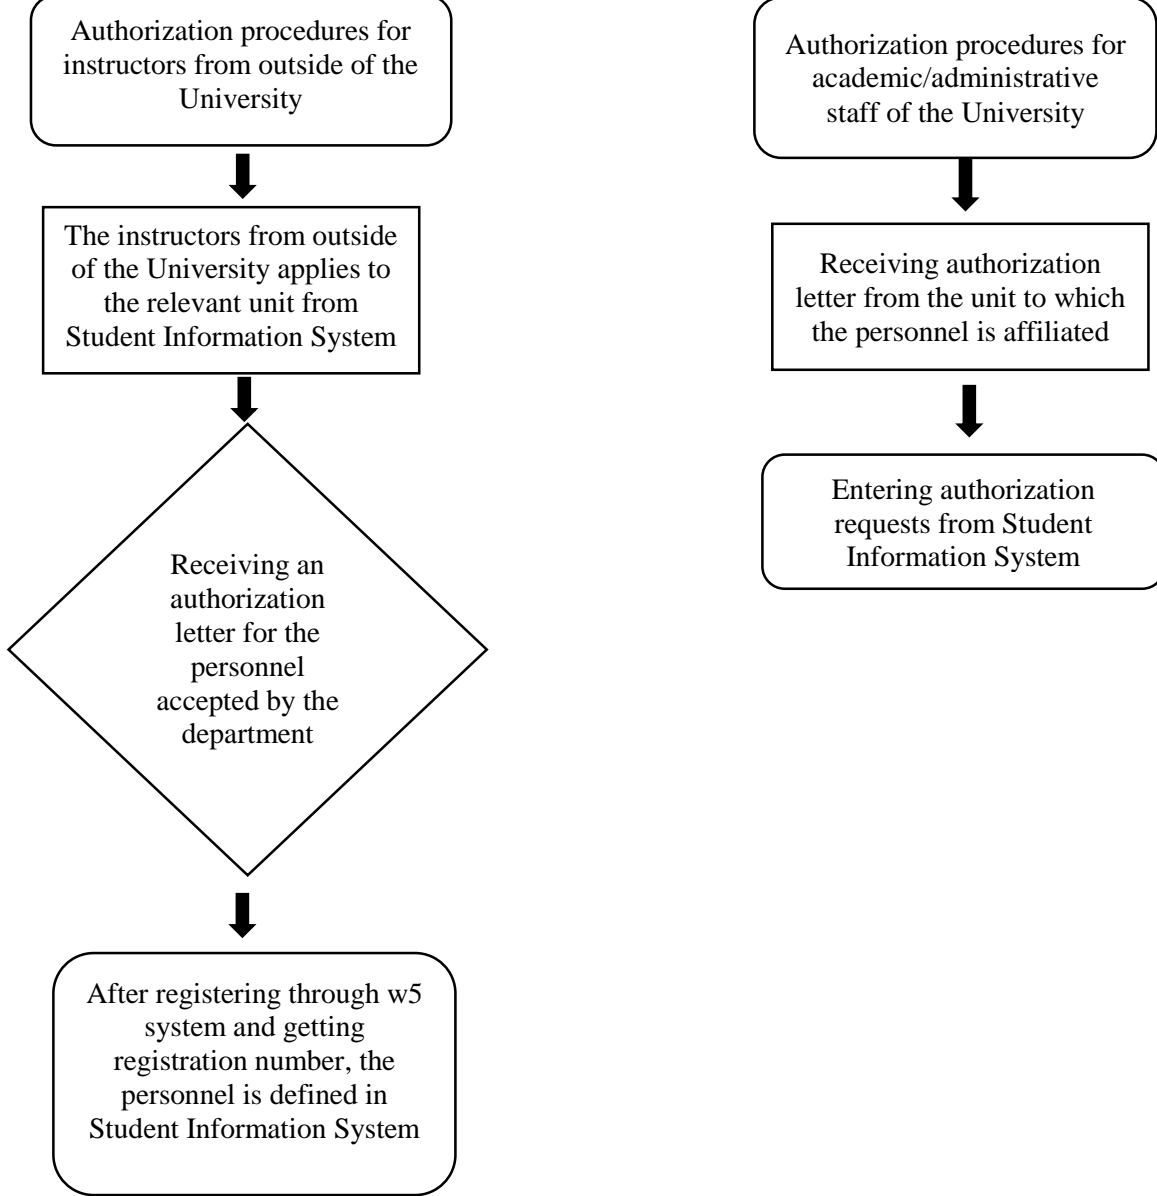 Authorization procedures for
instructors from outside of the
University
The instructors from outside
of the University applies to
the relevant unit from
Student Information System
Receiving an
authorization
letter for the
personnel
accepted by the
department
After registering through w5
system and getting
registration number, the
personnel is defined in
Student Information System
Authorization procedures for
academic/administrative
staff of the University
Receiving authorization
letter from the unit to which
the personnel is affiliated
Entering authorization
requests from Student
Information System